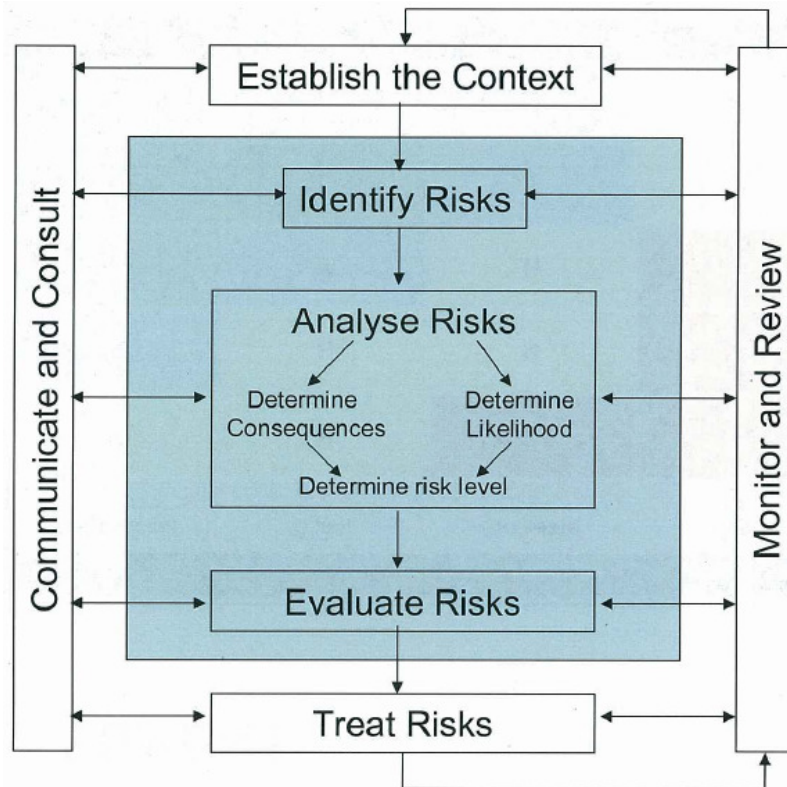 Establish the Context
Communicate and Consult
Monitor and Review
Identify Risks
Analyse Risks
Determine
Consequences
Determine
Likelihood
Determine risk level
Evaluate Risks
Treat Risks